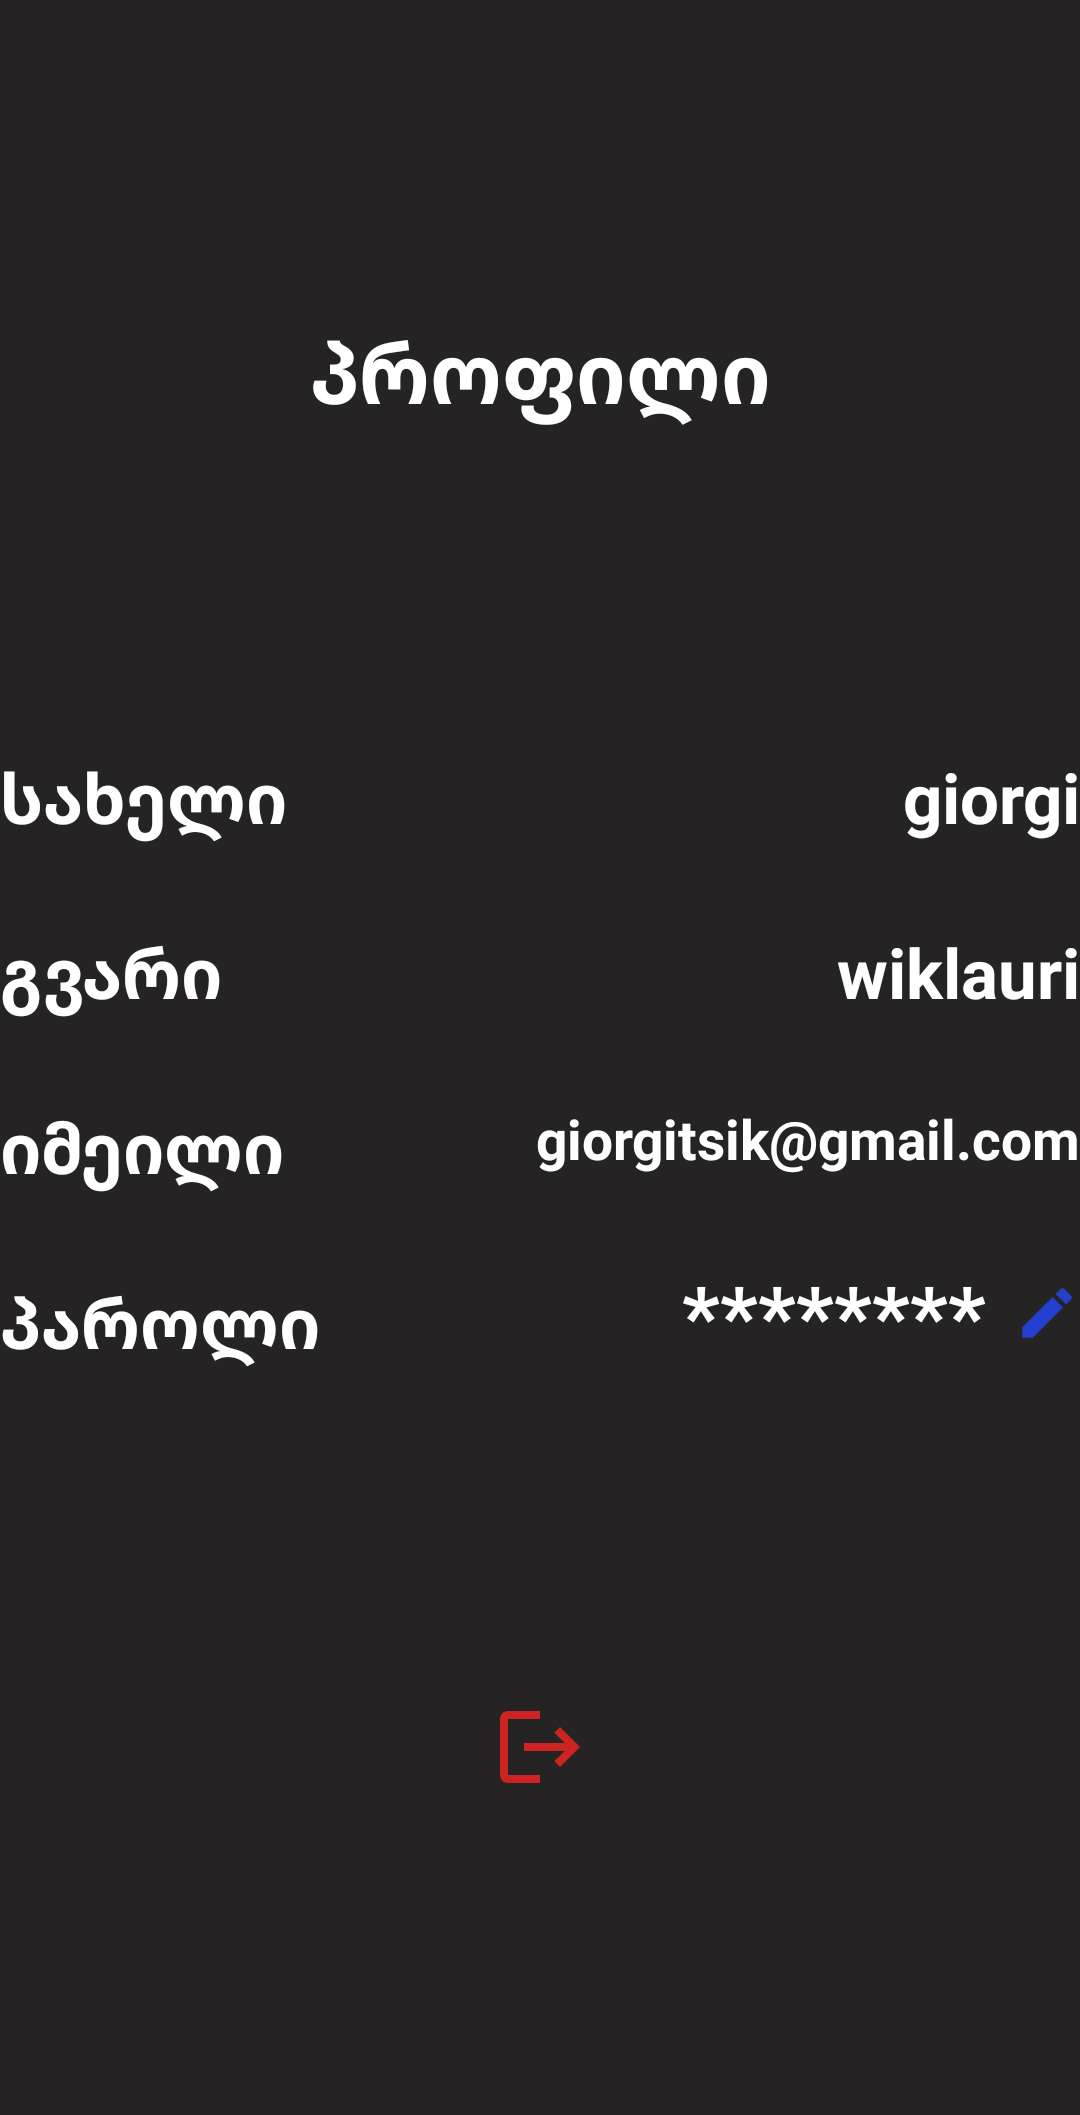 პროფილი
სახელი giorgi
გვარი wiklauri
იმეილი giorgitsik@gmail.com
პაროლი ********